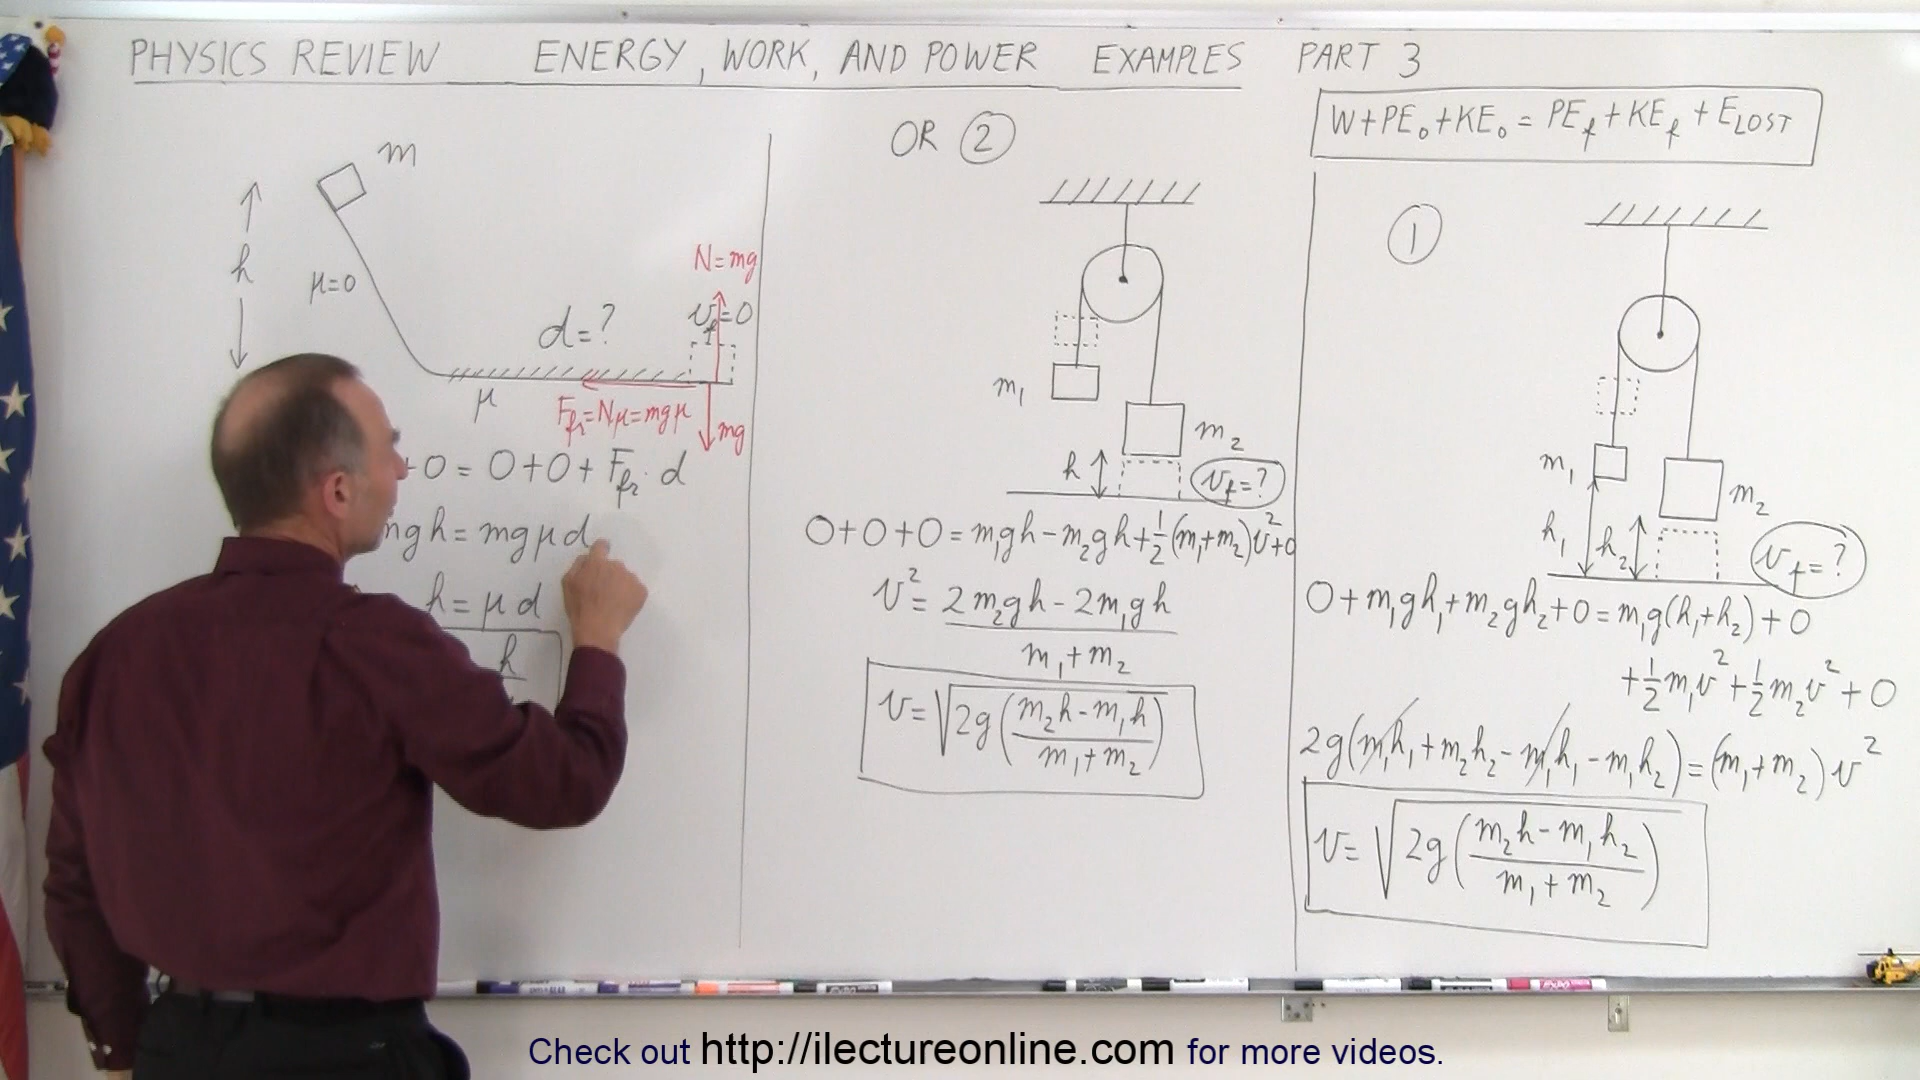 PHYSICS REVIEW ENERGY, WORK, AND POWER EXAMPLES PART 3
m
h
μ=0
d=?
v_f=0
N=mg
μ
F_fr=Nμ=mgμ
mg
+0=0+0+F_fr·d
mgh=mgμd
h=μd
h
OR ②
m₁
m₂
h
v_f=?
0+0+0=m₁gh-m₂gh+½(m₁+m₂)v²+0
v²=2m₂gh-2m₁gh
m₁+m₂
v=√2g(m₂h-m₁h
m₁+m₂)
W+PE₀+KE₀=PE_f+KE_f+E_LOST
①
m₁
m₂
h₁
h₂
v_f=?
0+m₁gh₁+m₂gh₂+0=m₁g(h₁+h₂)+0
+½m₁v²+½m₂v²+0
2g(m₁h₁+m₂h₂-m₁h₁-m₁h₂)=(m₁+m₂)v²
v=√2g(m₂h-m₁h₂
m₁+m₂)
Check out http://ilectureonline.com for more videos.